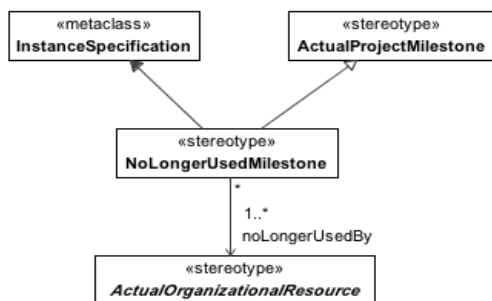 «metaclass»
InstanceSpecification
«stereotype»
ActualProjectMilestone
«stereotype»
NoLongerUsedMilestone
*
1..*
noLongerUsedBy
«stereotype»
ActualOrganizationalResource